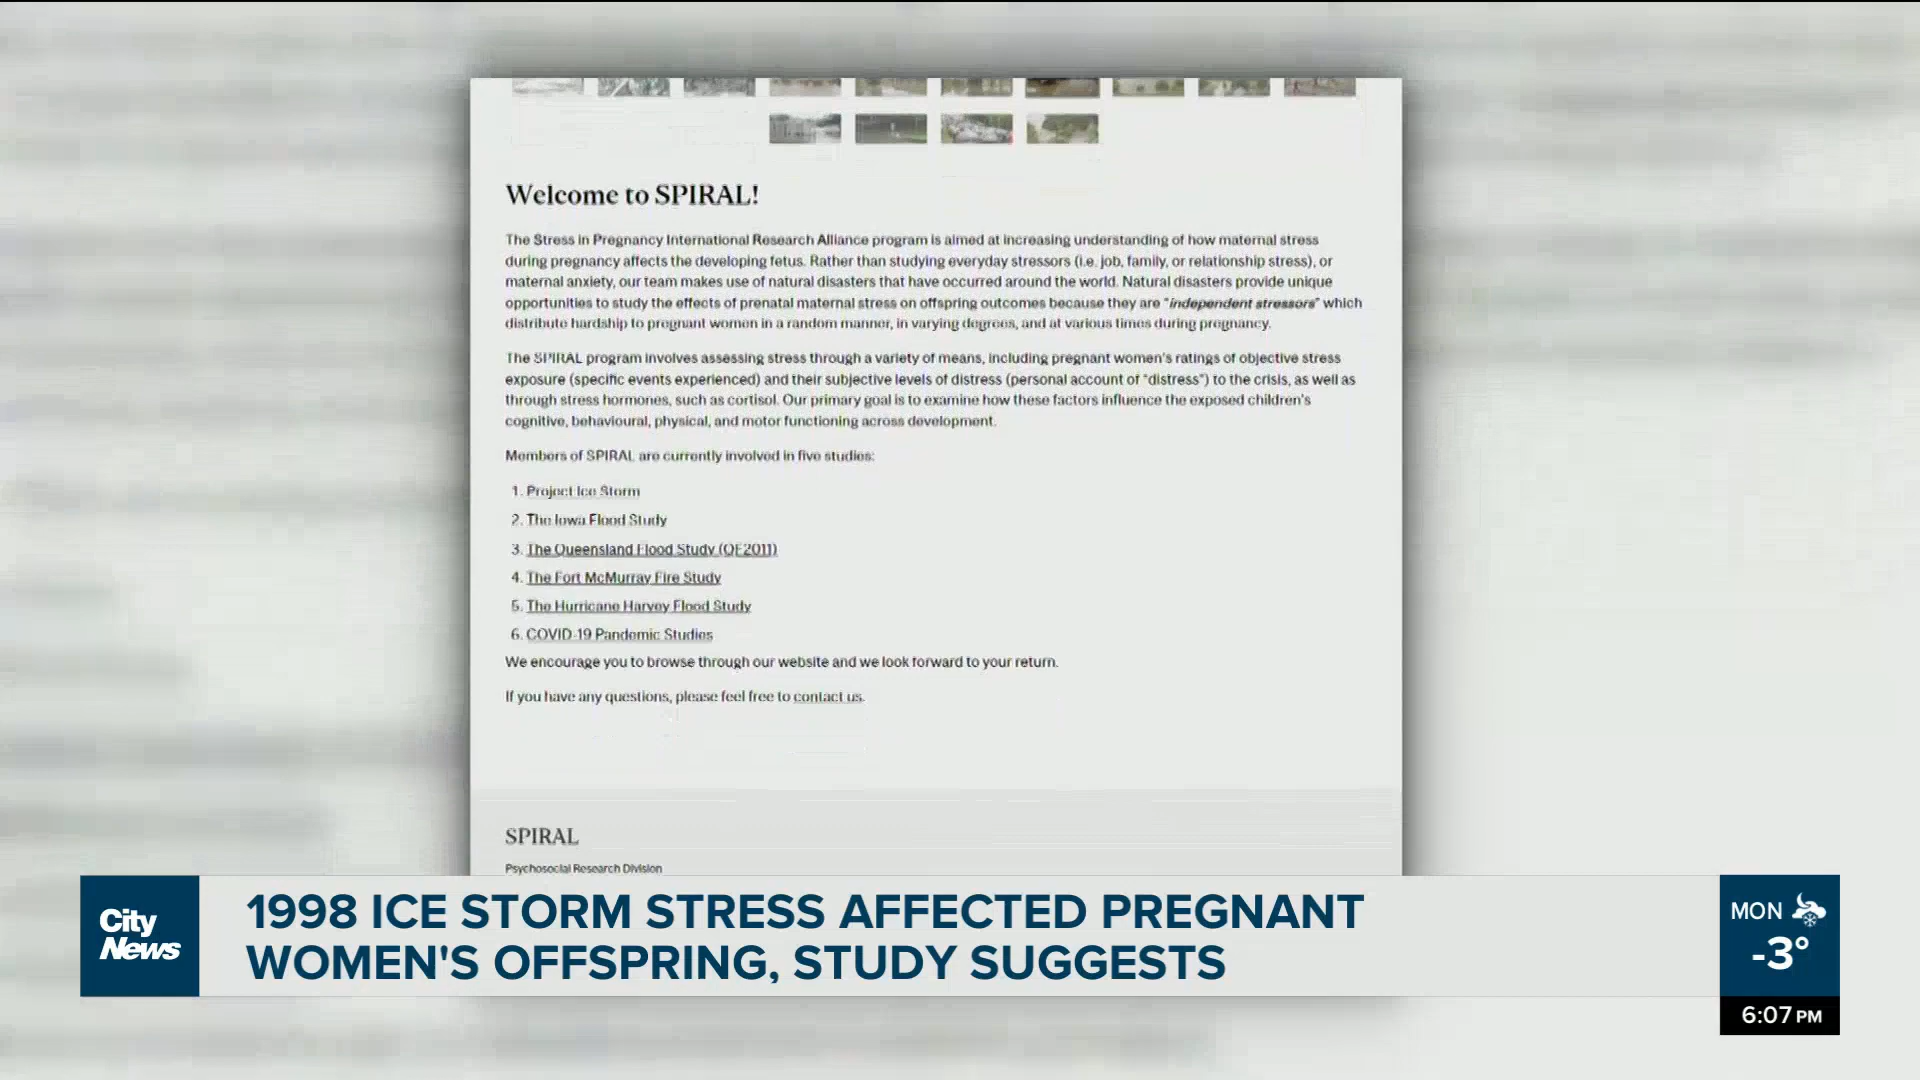 Welcome to SPIRAL!
The Stress in Pregnancy International Research Alliance program is aimed at increasing understanding of how maternal stress
during pregnancy affects the developing fetus. Rather than studying everyday stressors (i.e. job, family, or relationship stress), or
maternal anxiety, our team makes use of natural disasters that have occurred around the world. Natural disasters provide unique
opportunities to study the effects of prenatal maternal stress on offspring outcomes because they are "independent stressors" which
distribute hardship to pregnant women in a random manner, in varying degrees, and at various times during pregnancy.
The SPIRAL program involves assessing stress through a variety of means, including pregnant women's ratings of objective stress
exposure (specific events experienced) and their subjective levels of distress (personal account of "distress") to the crisis, as well as
through stress hormones, such as cortisol. Our primary goal is to examine how these factors influence the exposed children's
cognitive, behavioural, physical, and motor functioning across development.
Members of SPIRAL are currently involved in five studies:
1. Project Ice Storm
2. The Iowa Flood Study
3. The Queensland Flood Study (QF2011)
4. The Fort McMurray Fire Study
5. The Hurricane Harvey Flood Study
6. COVID-19 Pandemic Studies
We encourage you to browse through our website and we look forward to your return.
If you have any questions, please feel free to contact us.
SPIRAL
Psychosocial Research Division
City
News
1998 ICE STORM STRESS AFFECTED PREGNANT
WOMEN'S OFFSPRING, STUDY SUGGESTS
MON
-3°
6:07 PM